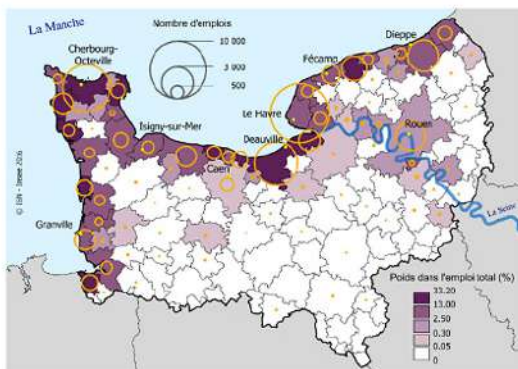 La Manche
Nombre d'emplois
10 000
3 000
500
Cherbourg-
Octeville
Dieppe
Fécamp
Le Havre
Isigny-sur-Mer
Deauville
Rouen
Caen
Granville
La Seine
© IGN - Insee 2016
Poids dans l'emploi total (%)
33.20
13.00
2.50
0.30
0.05
0